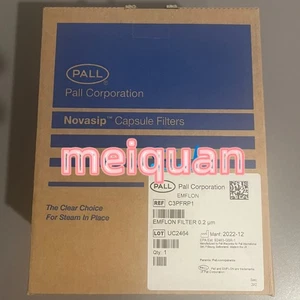 PALL
Pall Corporation
Novasip™ Capsule Filters
meiquan
The Clear Choice
For Steam In Place
PALL Pall Corporation
EMFLON
REF C3PFRP1
EMFLON FILTER 0.2 µm
LOT UC2464
Manf. 2022-12
Qty: 1